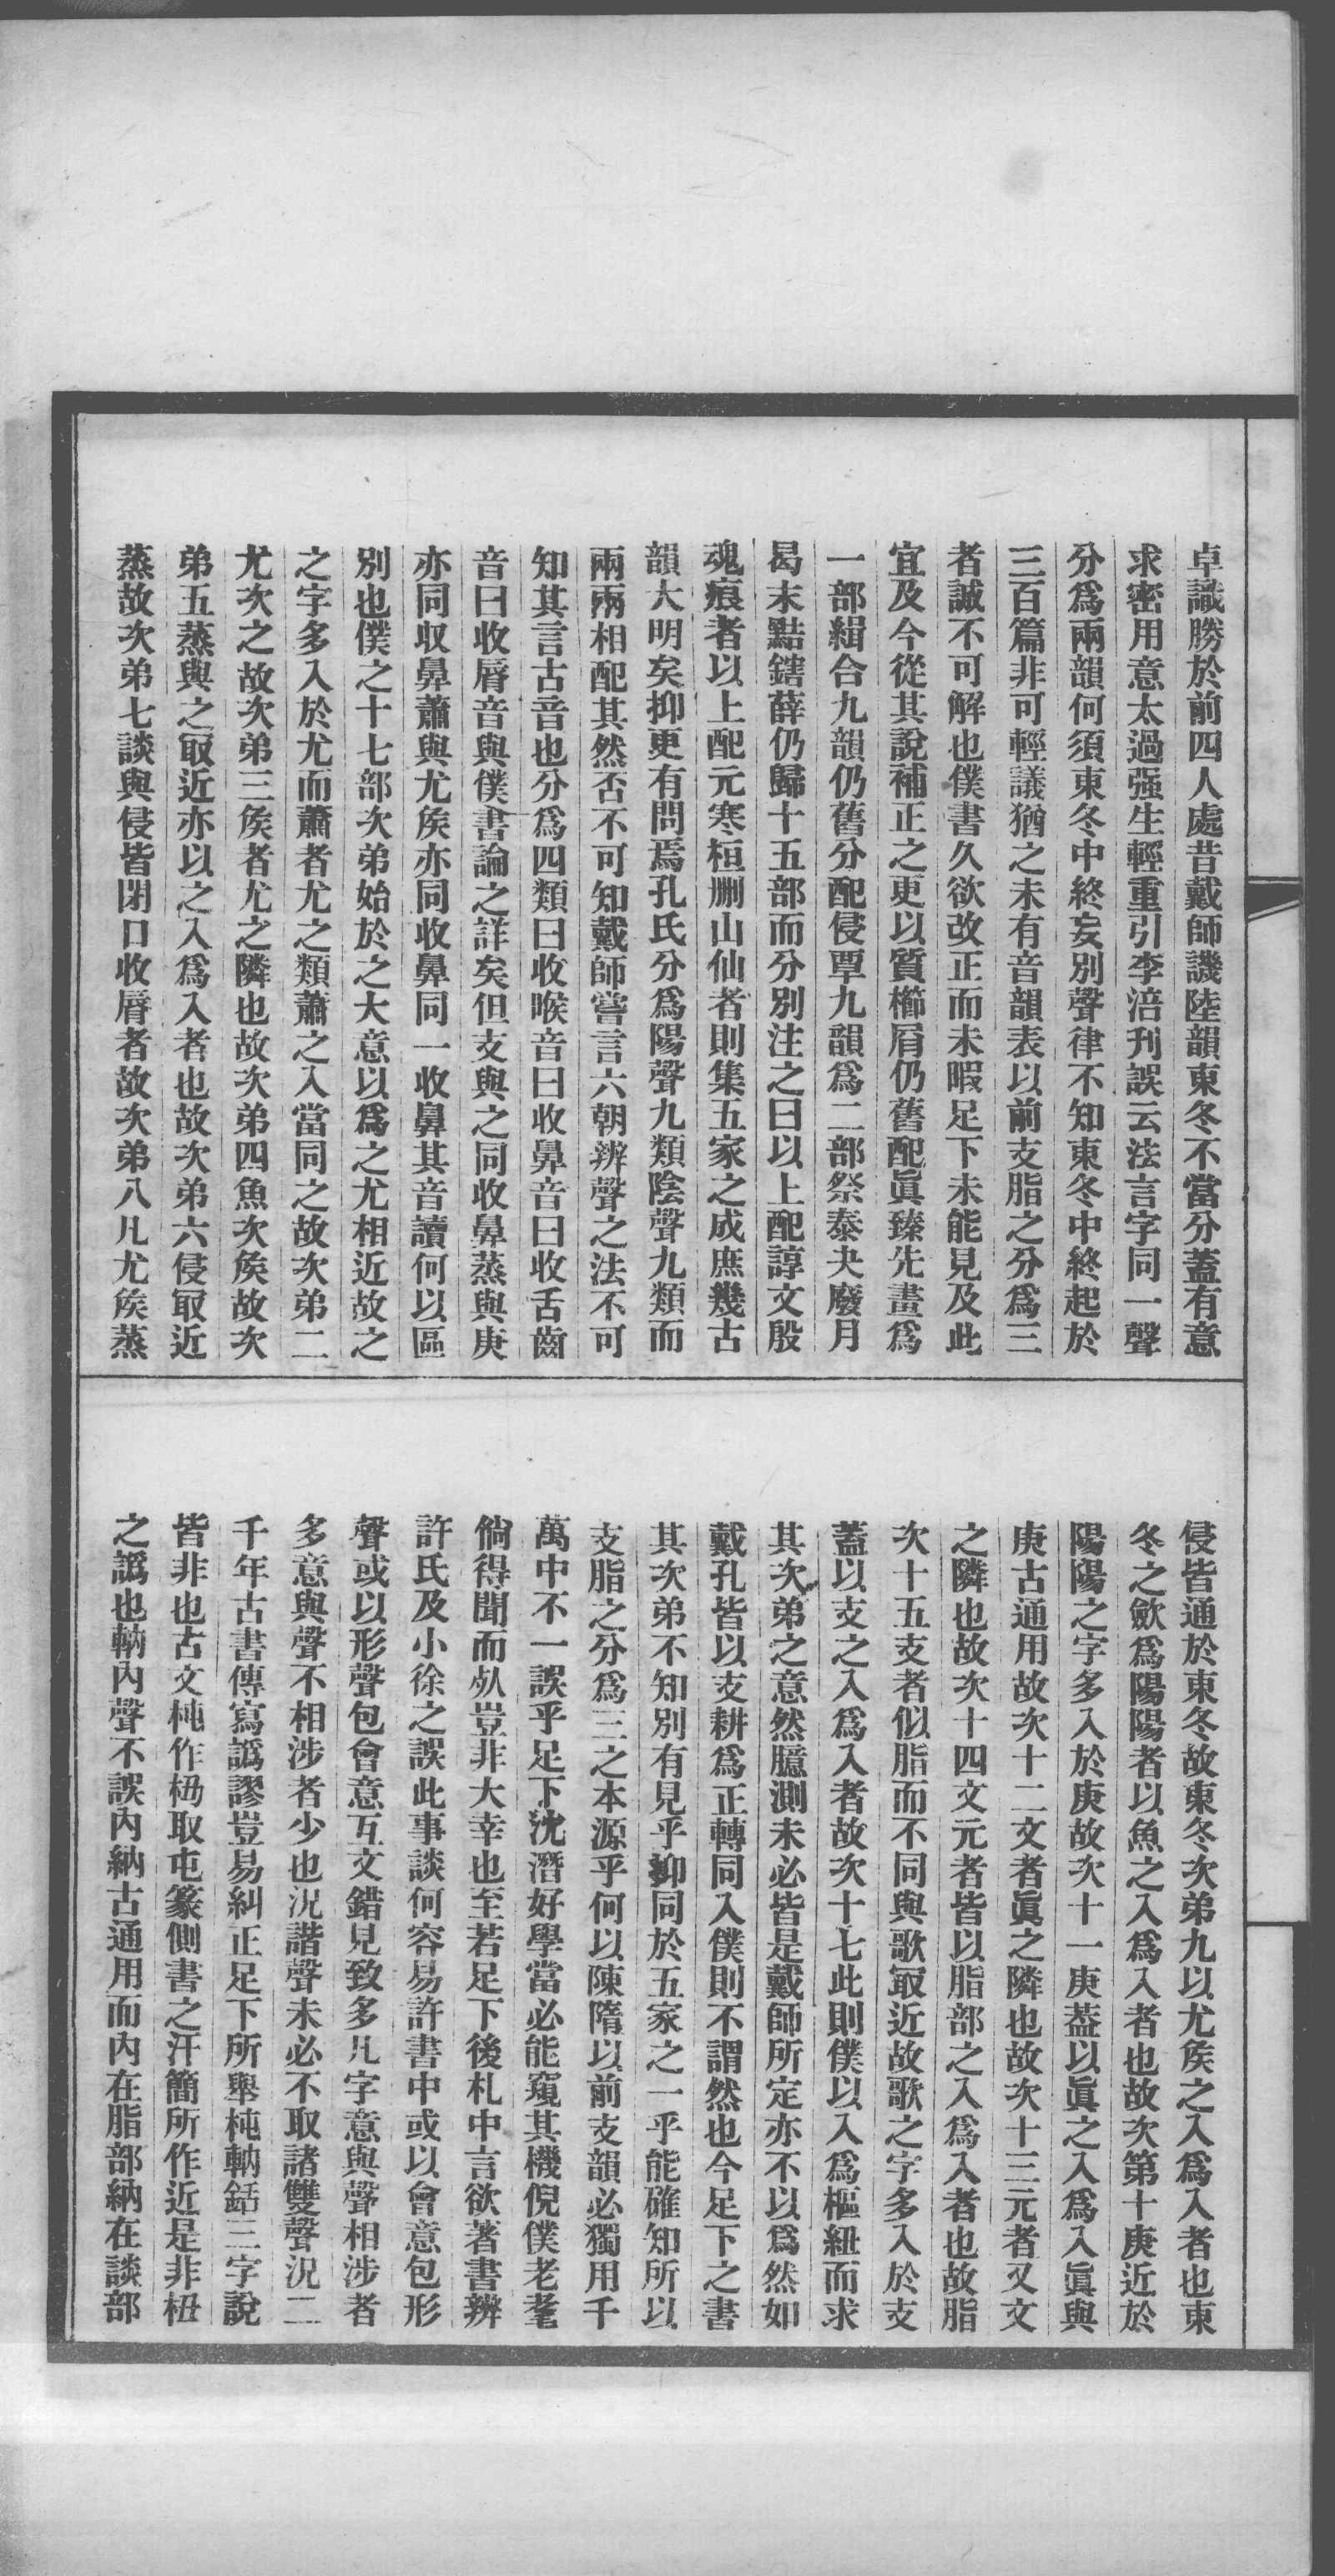 卓識勝於前四人處昔戴師譏陸韻東冬不當分蓋有意
求密用意太過强生輕重引李涪刊誤云法言字同一聲
分爲兩韻何須東冬中終妄別聲律不知東冬中終起於
三百篇非可輕議猶之未有音韻表以前支脂之分爲三
者誠不可解也僕書久欲改正而未暇足下未能見及此
宜及今從其說補正之更以質櫛屑仍舊配眞臻先畫爲
一部緝合九韻仍舊分配侵覃九韻爲二部祭泰夬廢月
曷末黠鎋薛仍歸十五部而分別注之曰以上配諄文殷
魂痕者以上配元寒桓刪山仙者則集五家之成庶幾古
韻大明矣抑更有問焉孔氏分爲陽聲九類陰聲九類而
兩兩相配其然否不可知戴師嘗言六朝辨聲之法不可
知其言古音也分爲四類曰收喉音曰收鼻音曰收舌齒
音曰收脣音與僕書論之詳矣但支與之同收鼻蒸與庚
亦同収鼻蕭與尤矦亦同收鼻同一收鼻其音讀何以區
別也僕之十七部次弟始於之大意以爲之尤相近故之
之字多入於尤而蕭者尤之類蕭之入當同之故次弟二
尤次之故次弟三矦者尤之隣也故次弟四魚次矦故次
弟五蒸與之冣近亦以之入爲入者也故次弟六侵冣近
蒸故次弟七談與侵皆閉口收脣者故次弟八凡尤矦蒸
侵皆通於東冬故東冬次弟九以尤矦之入爲入者也東
冬之歛爲陽陽者以魚之入爲入者也故次第十庚近於
陽陽之字多入於庚故次十一庚葢以眞之入爲入眞與
庚古通用故次十二文者眞之隣也故次十三元者又文
之隣也故次十四文元者皆以脂部之入爲入者也故脂
次十五支者似脂而不同與歌冣近故歌之字多入於支
蓋以支之入爲入者故次十七此則僕以入爲樞紐而求
其次弟之意然臆測未必皆是戴師所定亦不以爲然如
戴孔皆以支耕爲正轉同入僕則不謂然也今足下之書
其次弟不知別有見乎抑同於五家之一乎能確知所以
支脂之分爲三之本源乎何以陳隋以前支韻必獨用千
萬中不一誤乎足下沈潛好學當必能窺其機倪僕老耄
倘得聞而㱠豈非大幸也至若足下後札中言欲著書辨
許氏及小徐之誤此事談何容易許書中或以會意包形
聲或以形聲包會意互文錯見致多凡字意與聲相涉者
多意與聲不相涉者少也況諧聲未必不取諸雙聲況二
千年古書傳寫譌謬豈易糾正足下所舉杶軜銛三字說
皆非也古文杶作杻取屯篆側書之汗簡所作近是非杻
之譌也軜內聲不誤內納古通用而內在脂部納在談部